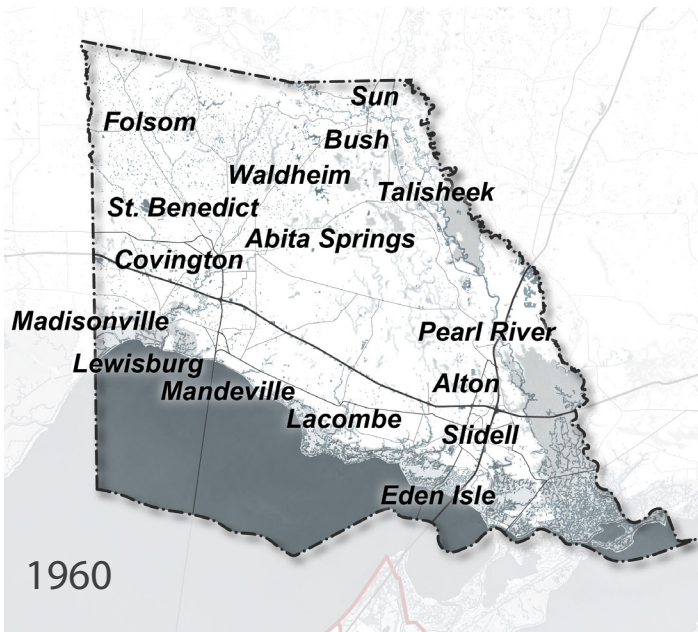 Sun
Folsom
Bush
Waldheim
Talisheek
St. Benedict
Abita Springs
Covington
Madisonville
Pearl River
Lewisburg
Mandeville
Alton
Lacombe
Slidell
Eden Isle
1960